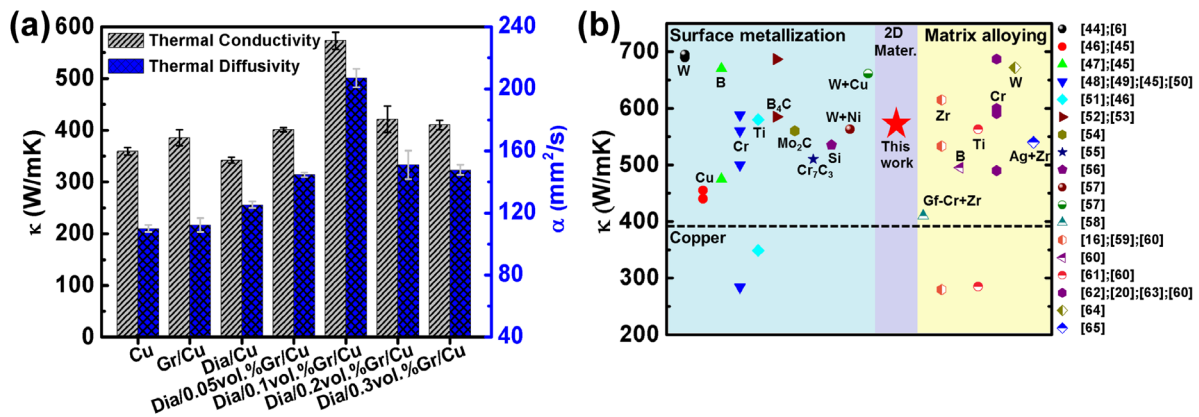 (a)
600
500
400
300
200
100
0
κ (W/mK)
Thermal Conductivity
Thermal Diffusivity
240
200
160
120
80
40
α (mm²/s)
Cu
Gr/Cu
Dia/Cu
Dia/0.05vol.%Gr/Cu
Dia/0.1vol.%Gr/Cu
Dia/0.2vol.%Gr/Cu
Dia/0.3vol.%Gr/Cu
(b)
700
600
500
400
300
200
κ (W/mK)
Surface metallization
2D
Mater.
Matrix alloying
W
B
W+Cu
B₄C
Cr
Ti
Mo₂C
W+Ni
Si
Cr₇C₃
Cu
This
work
Cr
W
Zr
Ti
B
Ag+Zr
Gf-Cr+Zr
Copper
[44];[6]
[46];[45]
[47];[45]
[48];[49];[45];[50]
[51];[46]
[52];[53]
[54]
[55]
[56]
[57]
[57]
[58]
[16];[59];[60]
[60]
[61];[60]
[62];[20];[63];[60]
[64]
[65]